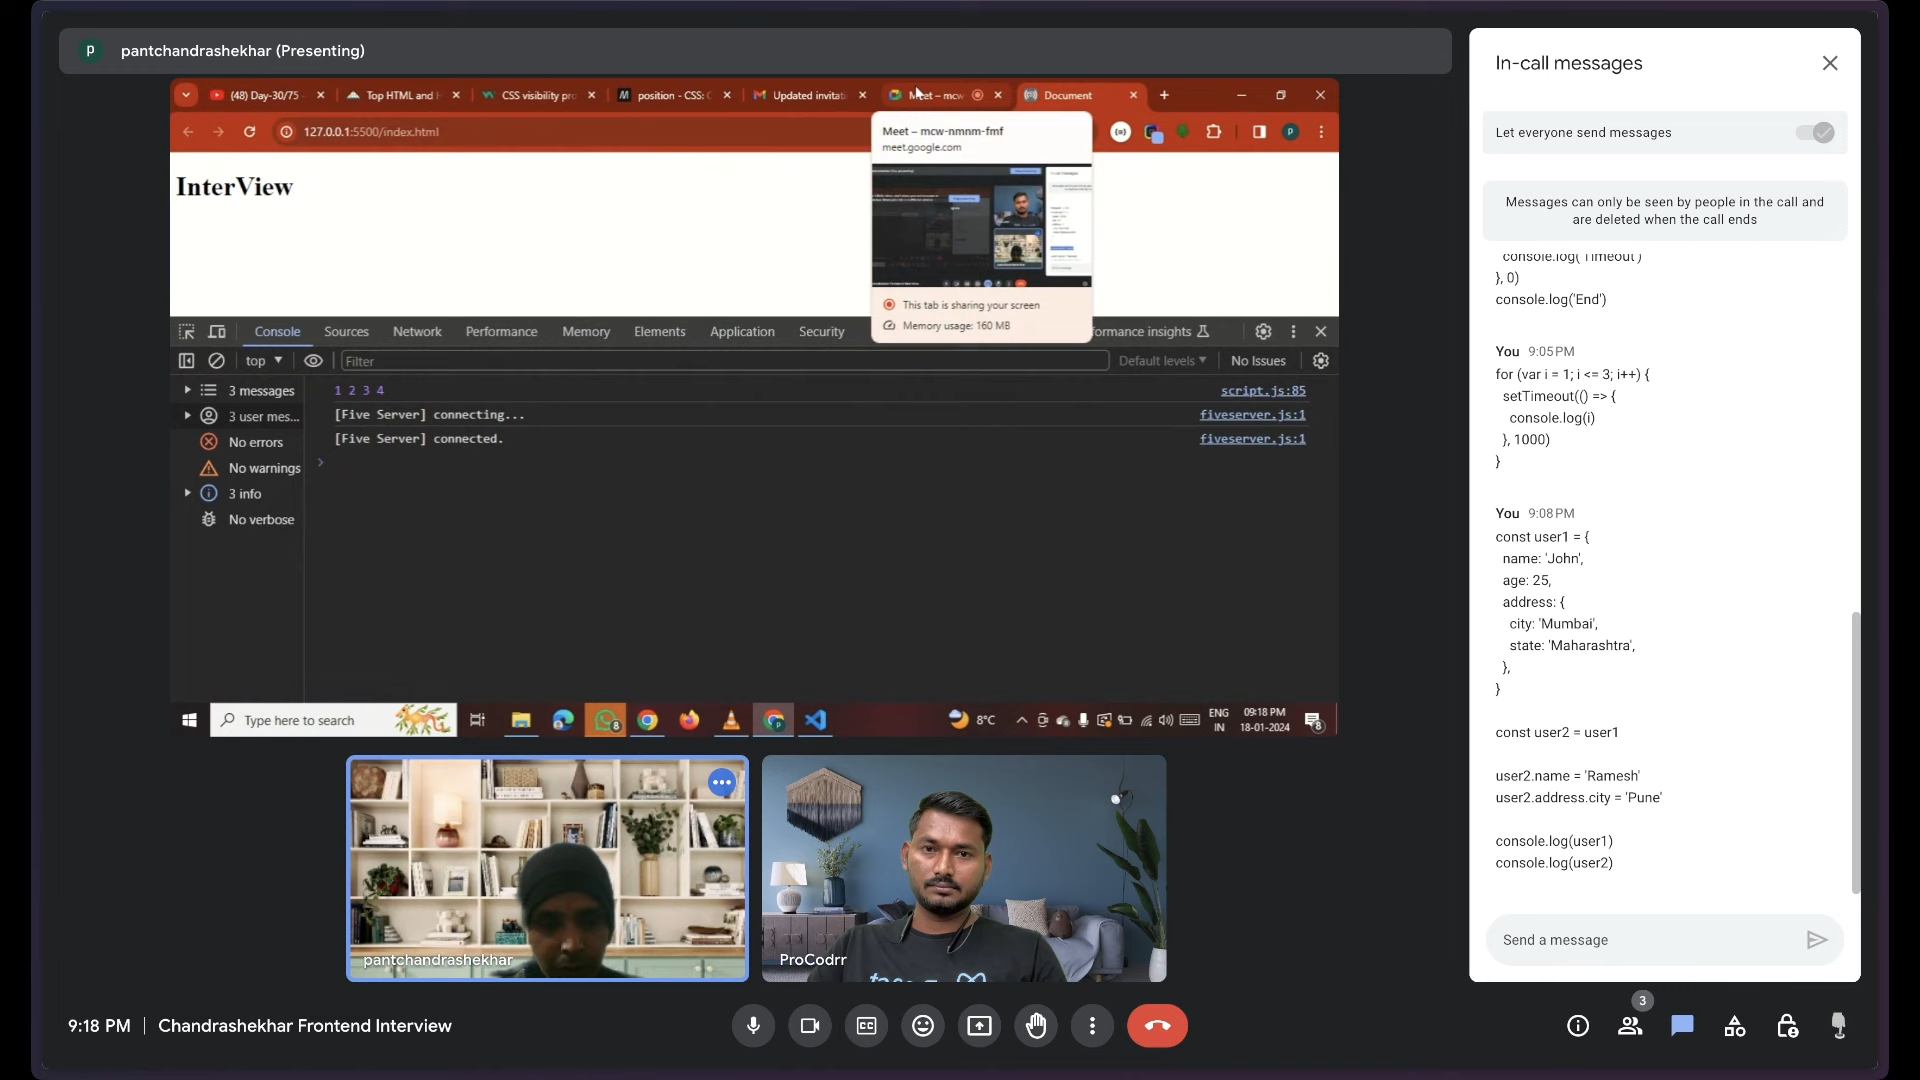 p pantchandrashekhar (Presenting)
(48) Day-30/75
Top HTML and
CSS visibility pro
position - CSS: C
Updated invitati
Meet – mcw
Document
127.0.0.1:5500/index.html
p
Meet – mcw-nmnm-fmf
meet.google.com
This tab is sharing your screen
Memory usage: 160 MB
InterView
Console Sources Network Performance Memory Elements Application Security ormance insights
top Filter Default levels No Issues
3 messages
3 user mes...
No errors
No warnings
3 info
No verbose
1 2 3 4 script.js:85
[Five Server] connecting... fiveserver.js:1
[Five Server] connected. fiveserver.js:1
Type here to search
8
8°C
ENG
IN
09:18 PM
18-01-2024
8
pantchandrashekhar
ProCodrr
9:18 PM | Chandrashekhar Frontend Interview
3
In-call messages
Let everyone send messages
Messages can only be seen by people in the call and
are deleted when the call ends
console.log('Timeout')
}, 0)
console.log('End')
You 9:05 PM
for (var i = 1; i <= 3; i++) {
setTimeout(() => {
console.log(i)
}, 1000)
}
You 9:08 PM
const user1 = {
name: 'John',
age: 25,
address: {
city: 'Mumbai',
state: 'Maharashtra',
},
}
const user2 = user1
user2.name = 'Ramesh'
user2.address.city = 'Pune'
console.log(user1)
console.log(user2)
Send a message